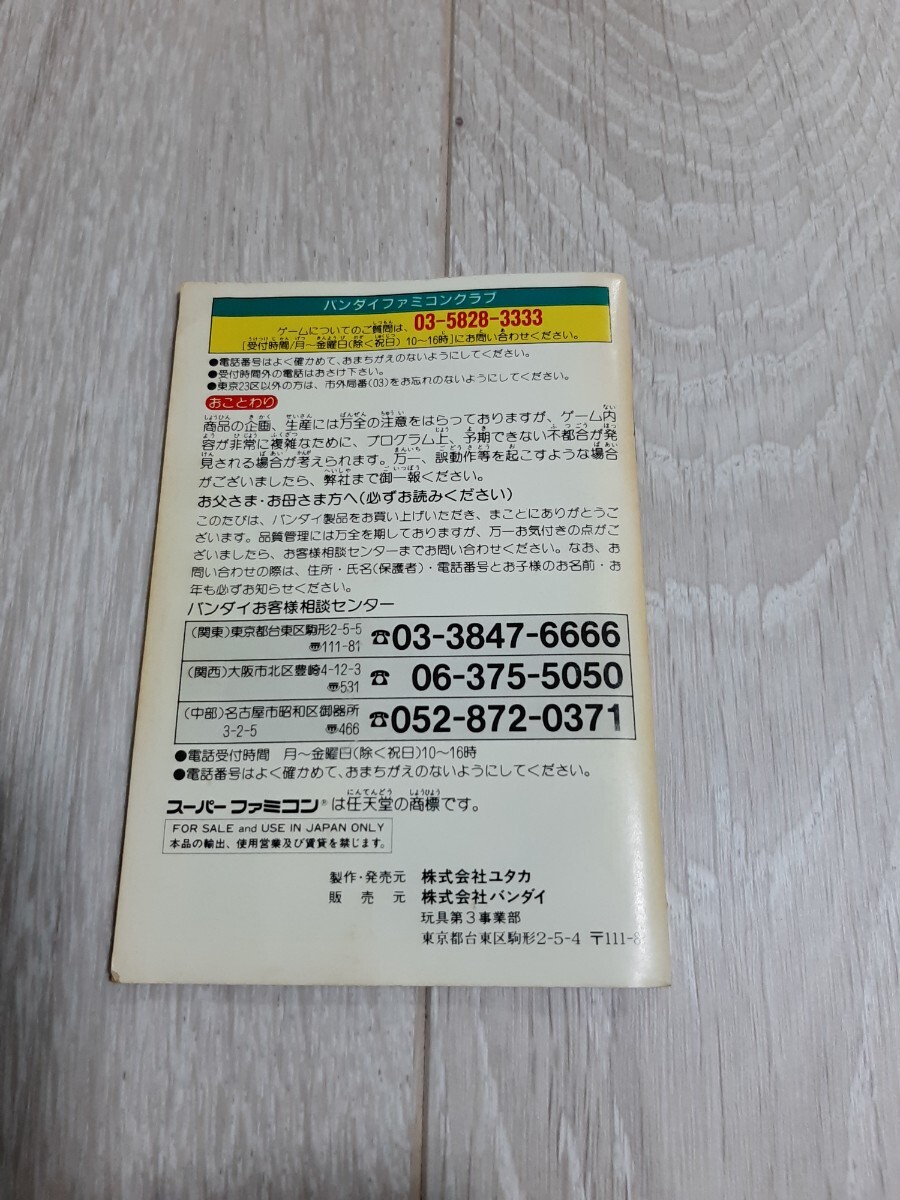 バンダイファミコンクラブ
ゲームについてのご質問は、03-5828-3333
[受付時間/月〜金曜日(除く祝日) 10〜16時]にお問い合わせください。
●電話番号はよく確かめて、おまちがえのないようにしてください。
●受付時間外の電話はおさけ下さい。
●東京23区以外の方は、市外局番(03)をお忘れのないようにしてください。
おことわり
商品の企画、生産には万全の注意をはらっておりますが、ゲーム内
容が非常に複雑なために、プログラム上、予期できない不都合が発
見される場合が考えられます。万一、誤動作等を起こすような場合
がございましたら、弊社まで御一報ください。
お父さま・お母さま方へ(必ずお読みください)
このたびは、バンダイ製品をお買い上げいただき、まことにありがとうご
ざいます。品質管理には万全を期しておりますが、万一お気付きの点がご
ざいましたら、お客様相談センターまでお問い合わせください。なお、お
問い合わせの際は、住所・氏名(保護者)・電話番号とお子様のお名前・お
年も必ずお知らせください。
バンダイお客様相談センター
(関東)東京都台東区駒形2-5-5 〠111-81 ☎03-3847-6666
(関西)大阪市北区豊崎4-12-3 〠531 ☎06-375-5050
(中部)名古屋市昭和区御器所 3-2-5 〠466 ☎052-872-0371
●電話受付時間 月〜金曜日(除く祝日)10〜16時
●電話番号はよく確かめて、おまちがえのないようにしてください。
スーパーファミコン®は任天堂の商標です。
FOR SALE and USE IN JAPAN ONLY
本品の輸出、使用営業及び賃貸を禁じます。
製作・発売元 株式会社ユタカ
販売元 株式会社バンダイ
玩具第3事業部
東京都台東区駒形2-5-4 〒111-8